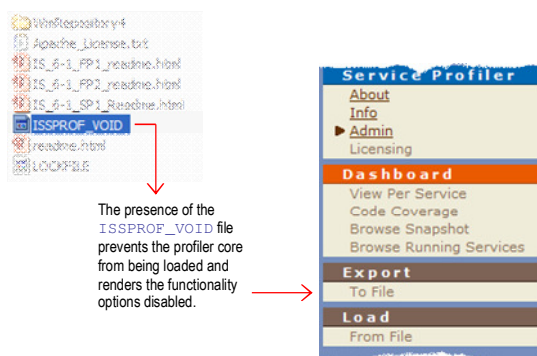 WmRepository4
Apache_License.txt
IS_6-1_FP1_readme.html
IS_6-1_FP2_readme.html
IS_6-1_SP1_Readme.html
ISSPROF_VOID
readme.html
LOCKFILE
The presence of the
ISSPROF_VOID file
prevents the profiler core
from being loaded and
renders the functionality
options disabled.
Service Profiler
About
Info
Admin
Licensing
Dashboard
View Per Service
Code Coverage
Browse Snapshot
Browse Running Services
Export
To File
Load
From File